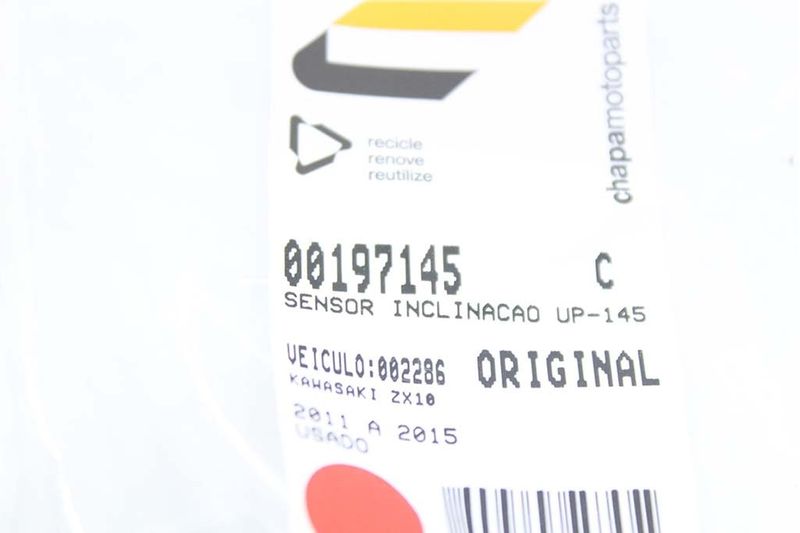 chapamotoparts
recicle
renove
reutilize
00197145 C
SENSOR INCLINACAO UP-145
VEICULO:002286 ORIGINAL
KAWASAKI ZX10
2011 A 2015
USADO